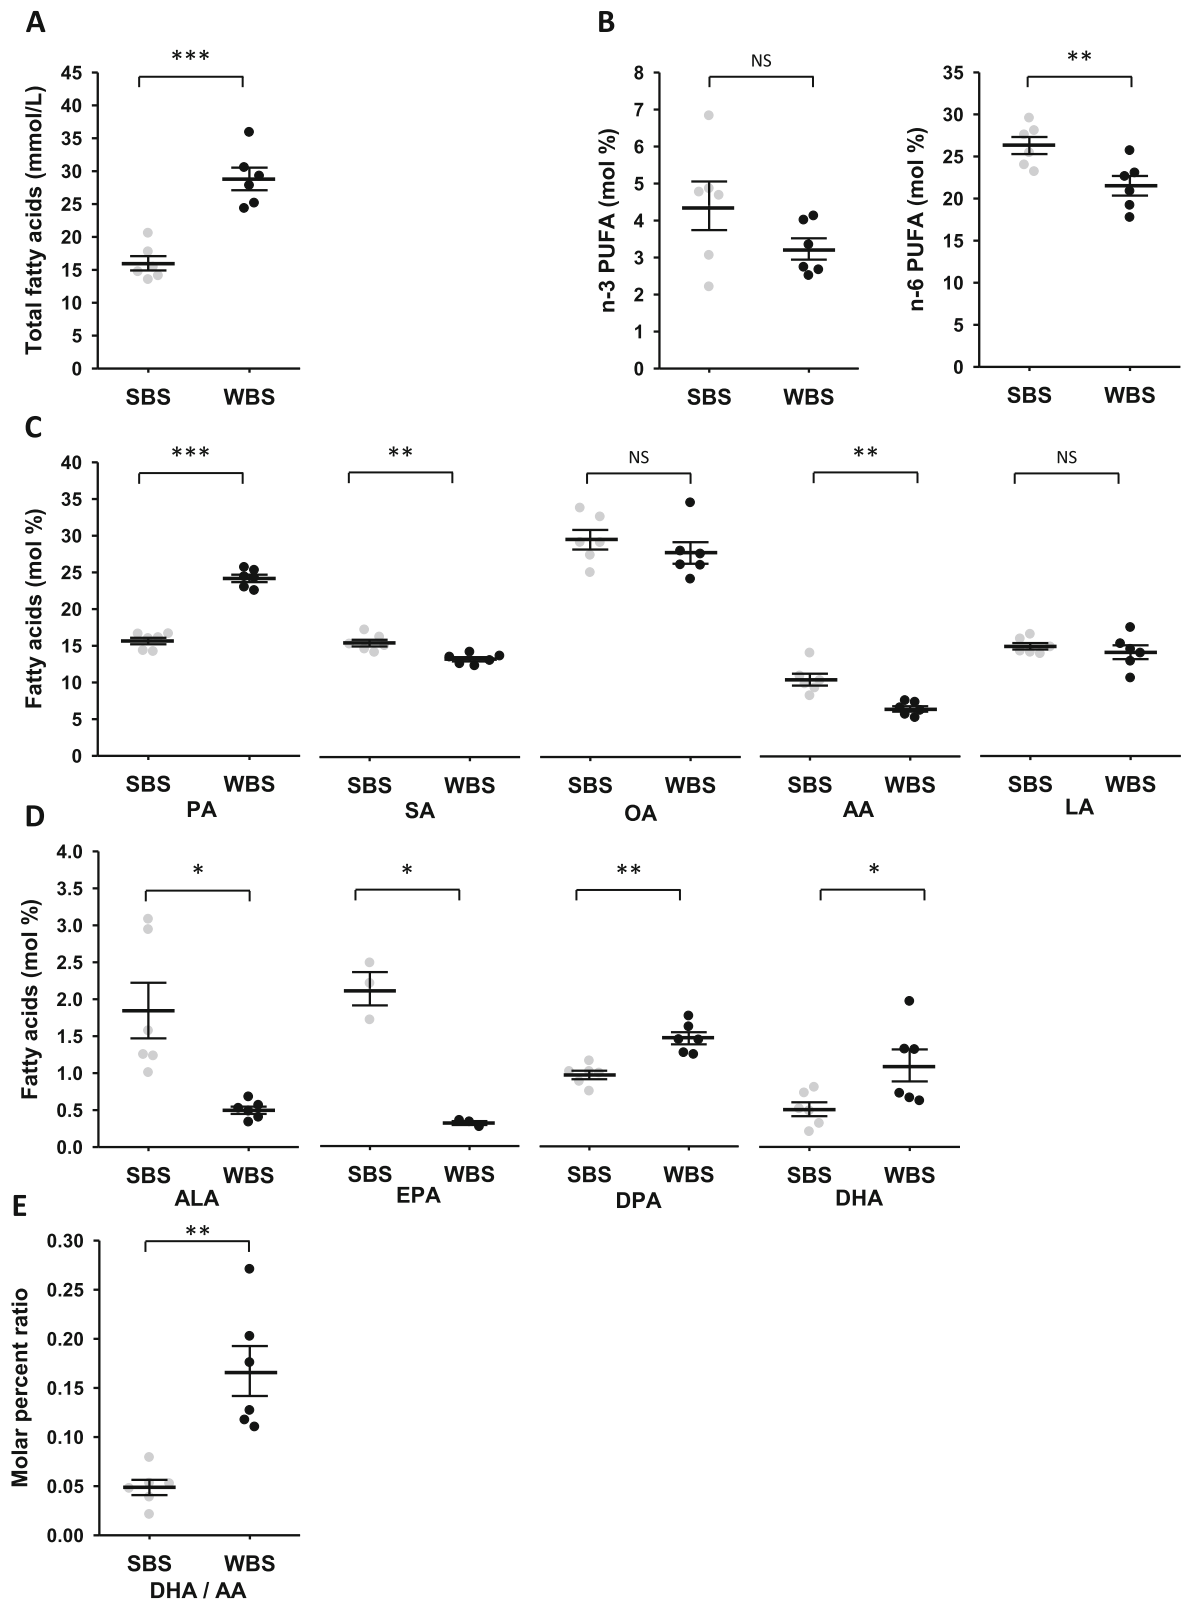 A
***
Total fatty acids (mmol/L)
45
40
35
30
25
20
15
10
5
0
SBS WBS
B
NS
n-3 PUFA (mol %)
8
7
6
5
4
3
2
1
0
SBS WBS
**
n-6 PUFA (mol %)
35
30
25
20
15
10
5
0
SBS WBS
C
*** ** NS ** NS
Fatty acids (mol %)
40
35
30
25
20
15
10
5
0
SBS WBS SBS WBS SBS WBS SBS WBS SBS WBS
PA SA OA AA LA
D
* * ** *
Fatty acids (mol %)
4.0
3.5
3.0
2.5
2.0
1.5
1.0
0.5
0.0
SBS WBS SBS WBS SBS WBS SBS WBS
ALA EPA DPA DHA
E
**
Molar percent ratio
0.30
0.25
0.20
0.15
0.10
0.05
0.00
SBS WBS
DHA / AA